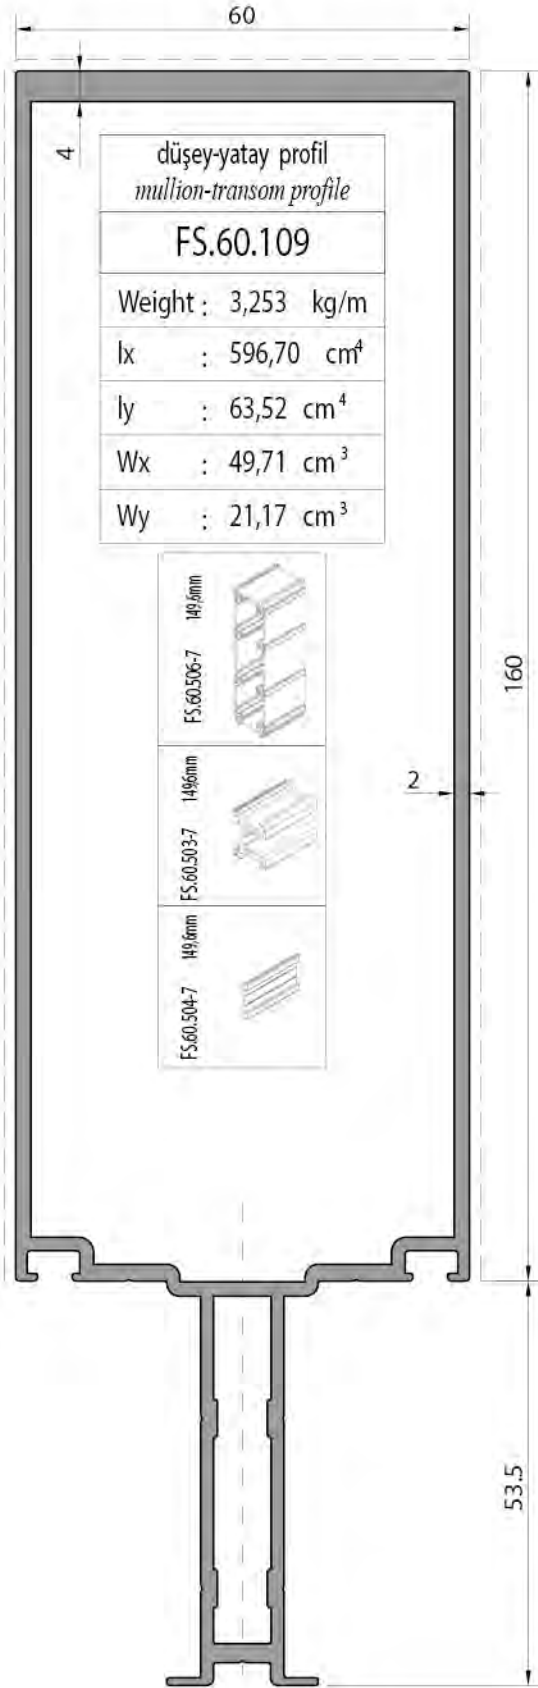 60
4
düşey-yatay profil
mullion-transom profile
FS.60.109
Weight : 3,253 kg/m
Ix : 596,70 cm⁴
Iy : 63,52 cm⁴
Wx : 49,71 cm³
Wy : 21,17 cm³
FS.60.506-7 149,6mm
160
2
FS.60.503-7 149,6mm
FS.60.504-7 149,6mm
53.5